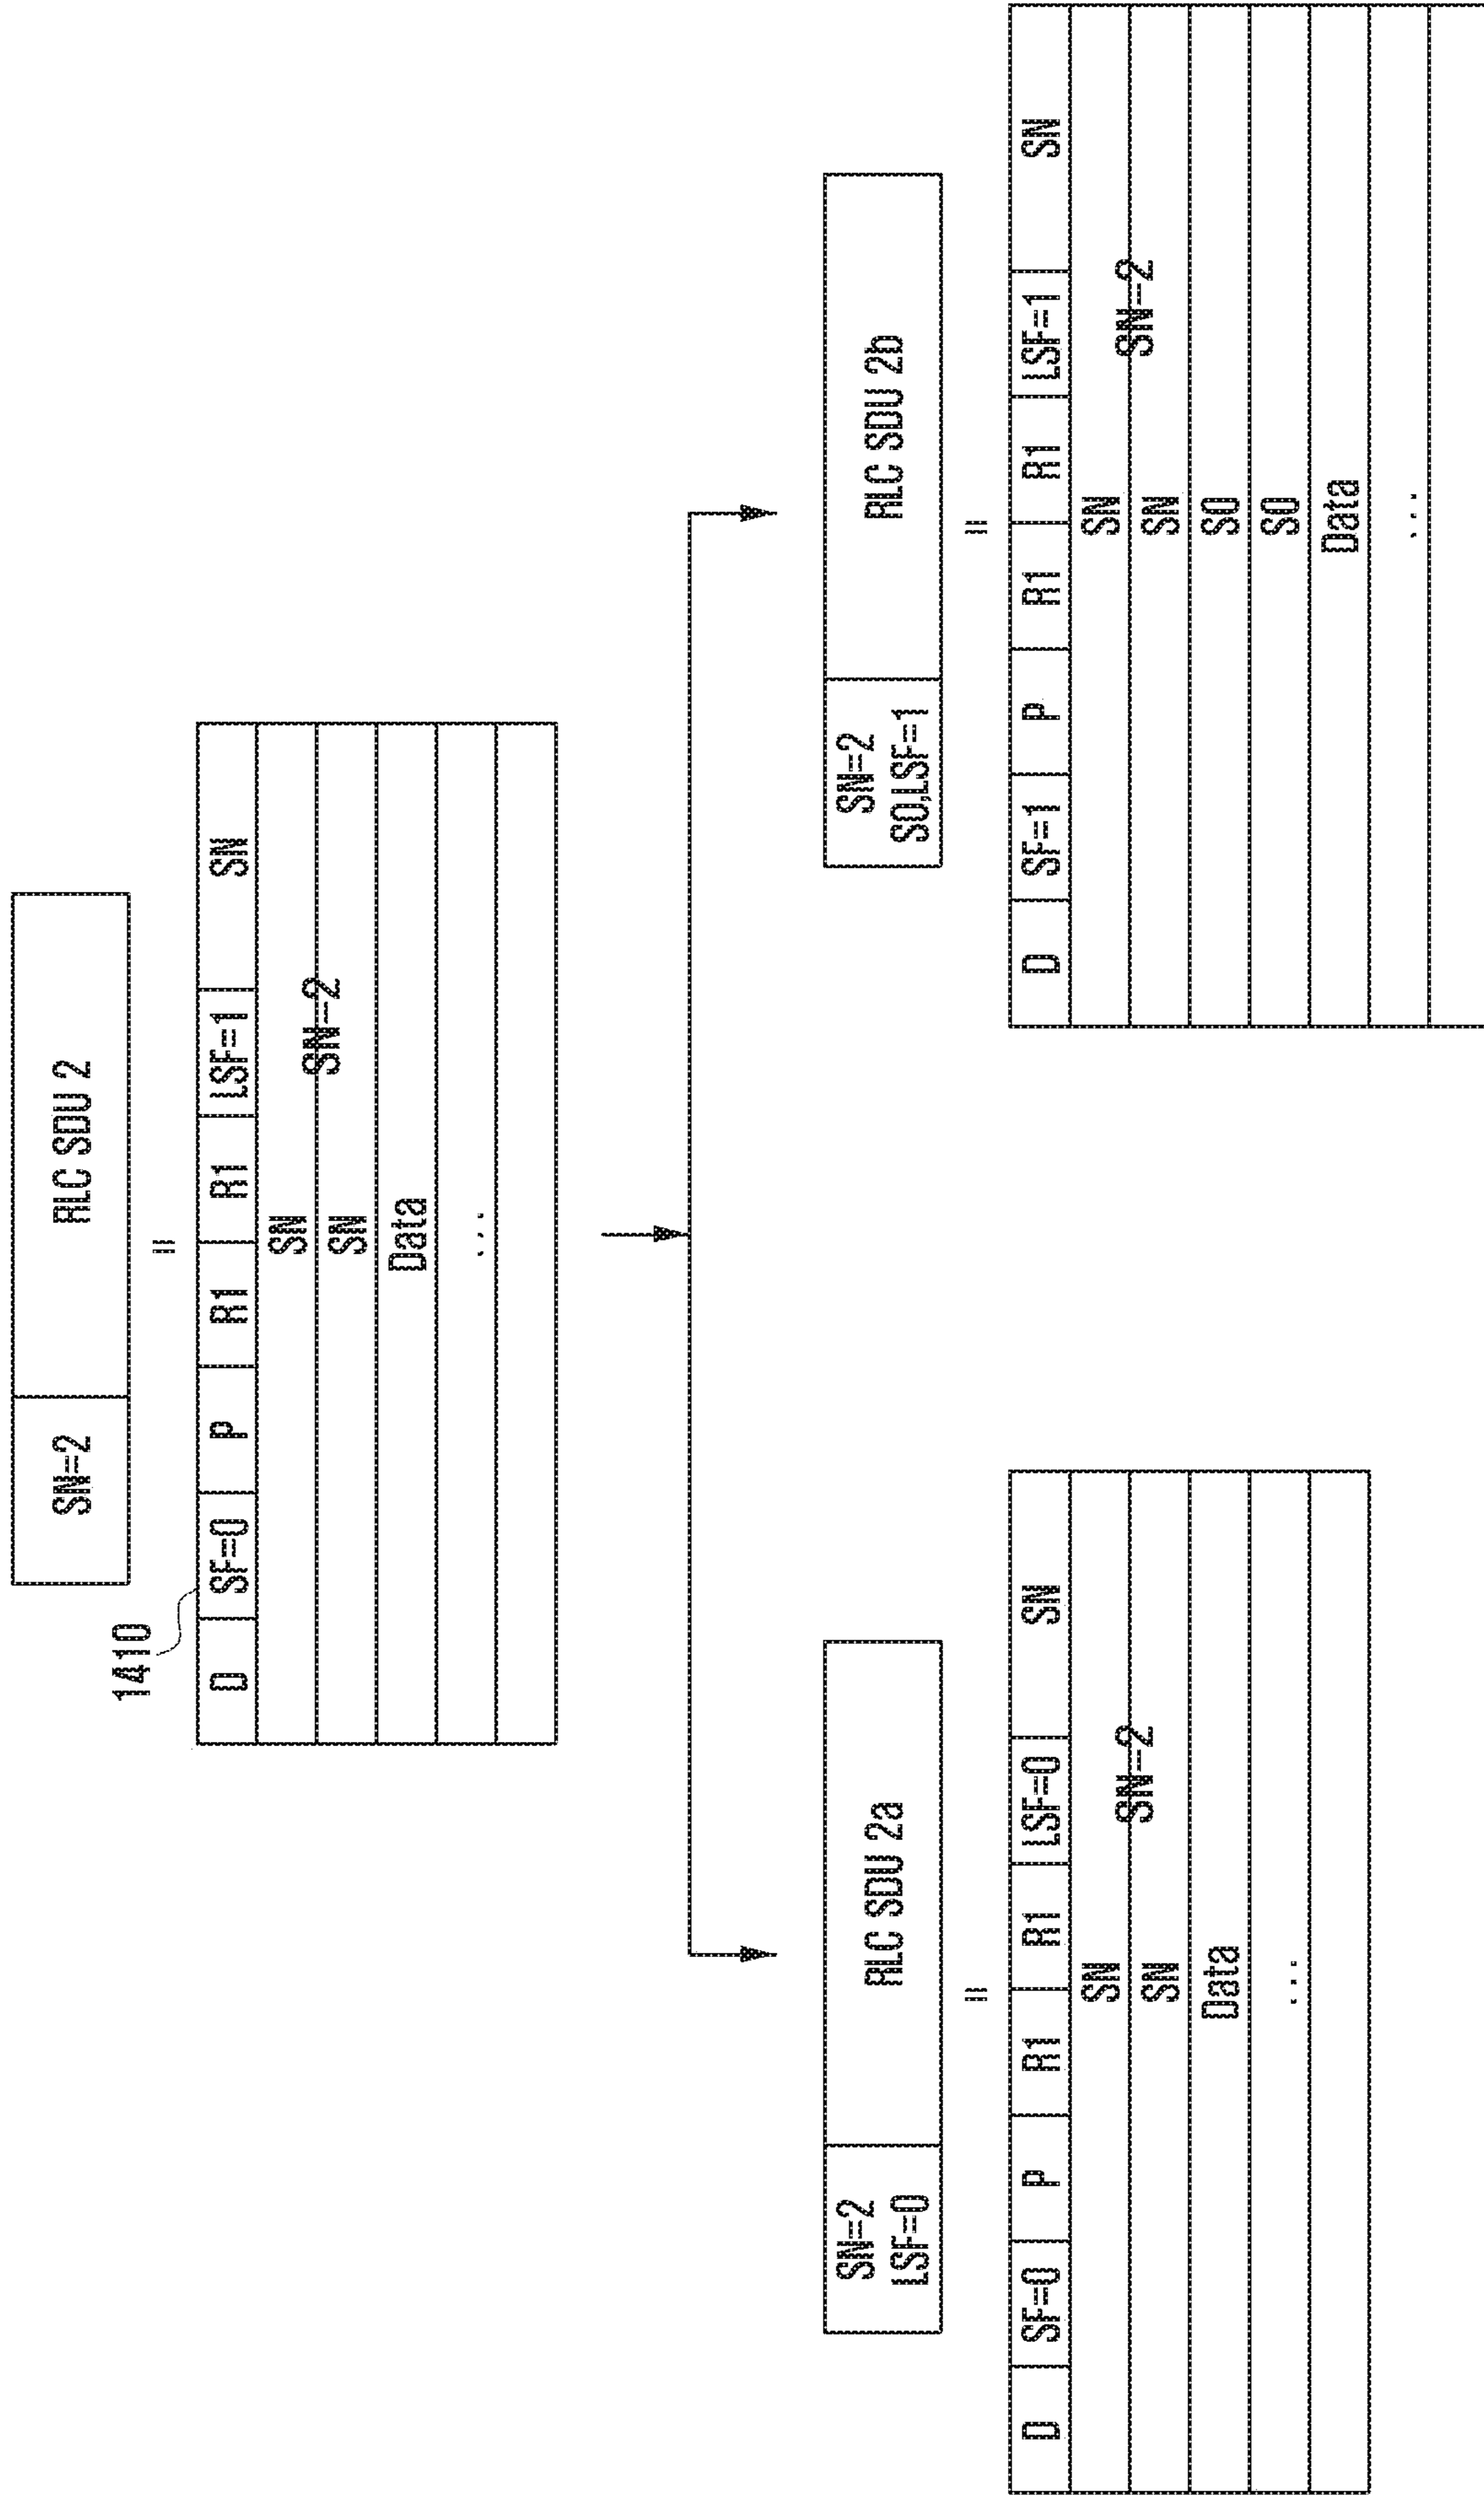 SN=2 RLC SDU 2
=
1410
D SF=0 P R1 R1 LSF=1 SN
SN
SN=2
SN
Data
...
SN=2 LSF=0 RLC SDU 2a
SN=2 SO,LSF=1 RLC SDU 2b
= =
D SF=0 P R1 R1 LSF=0 SN
SN
SN=2
SN
Data
...
D SF=1 P R1 R1 LSF=1 SN
SN
SN=2
SN
SO
SO
Data
...